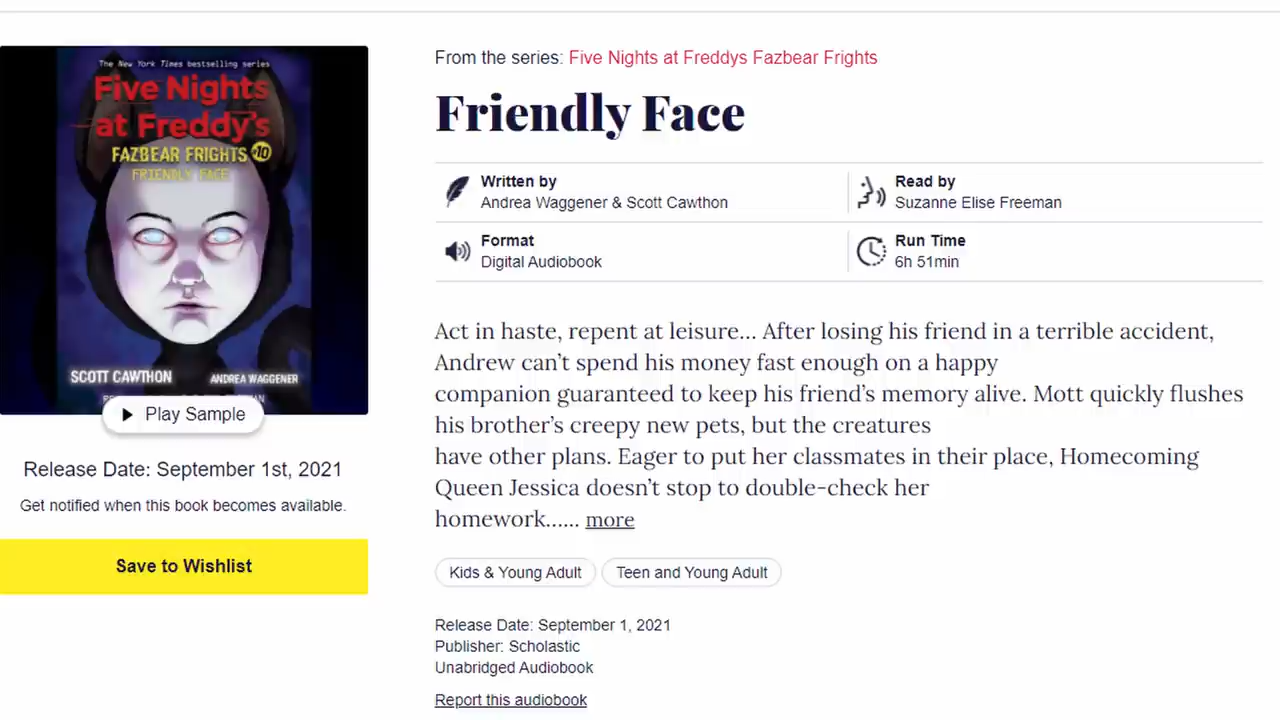 The New York Times bestselling series
Five Nights
at Freddy's
FAZBEAR FRIGHTS #10
FRIENDLY FACE
SCOTT CAWTHON ANDREA WAGGENER
Play Sample
Release Date: September 1st, 2021
Get notified when this book becomes available.
Save to Wishlist
From the series: Five Nights at Freddys Fazbear Frights
Friendly Face
Written by
Andrea Waggener & Scott Cawthon
Read by
Suzanne Elise Freeman
Format
Digital Audiobook
Run Time
6h 51min
Act in haste, repent at leisure... After losing his friend in a terrible accident,
Andrew can't spend his money fast enough on a happy
companion guaranteed to keep his friend's memory alive. Mott quickly flushes
his brother's creepy new pets, but the creatures
have other plans. Eager to put her classmates in their place, Homecoming
Queen Jessica doesn't stop to double-check her
homework...... more
Kids & Young Adult
Teen and Young Adult
Release Date: September 1, 2021
Publisher: Scholastic
Unabridged Audiobook
Report this audiobook